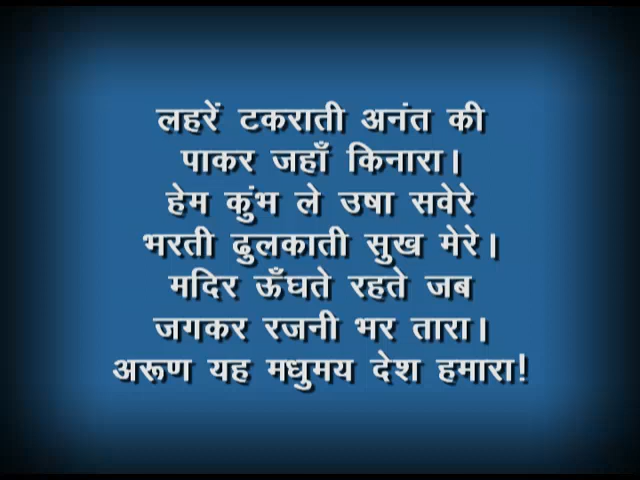 लहरें टकराती अनंत की
पाकर जहाँ किनारा।
हेम कुंभ ले उषा सवेरे
भरती ढुलकाती सुख मेरे।
मदिर ऊँघते रहते जब
जगकर रजनी भर तारा।
अरूण यह मधुमय देश हमारा!